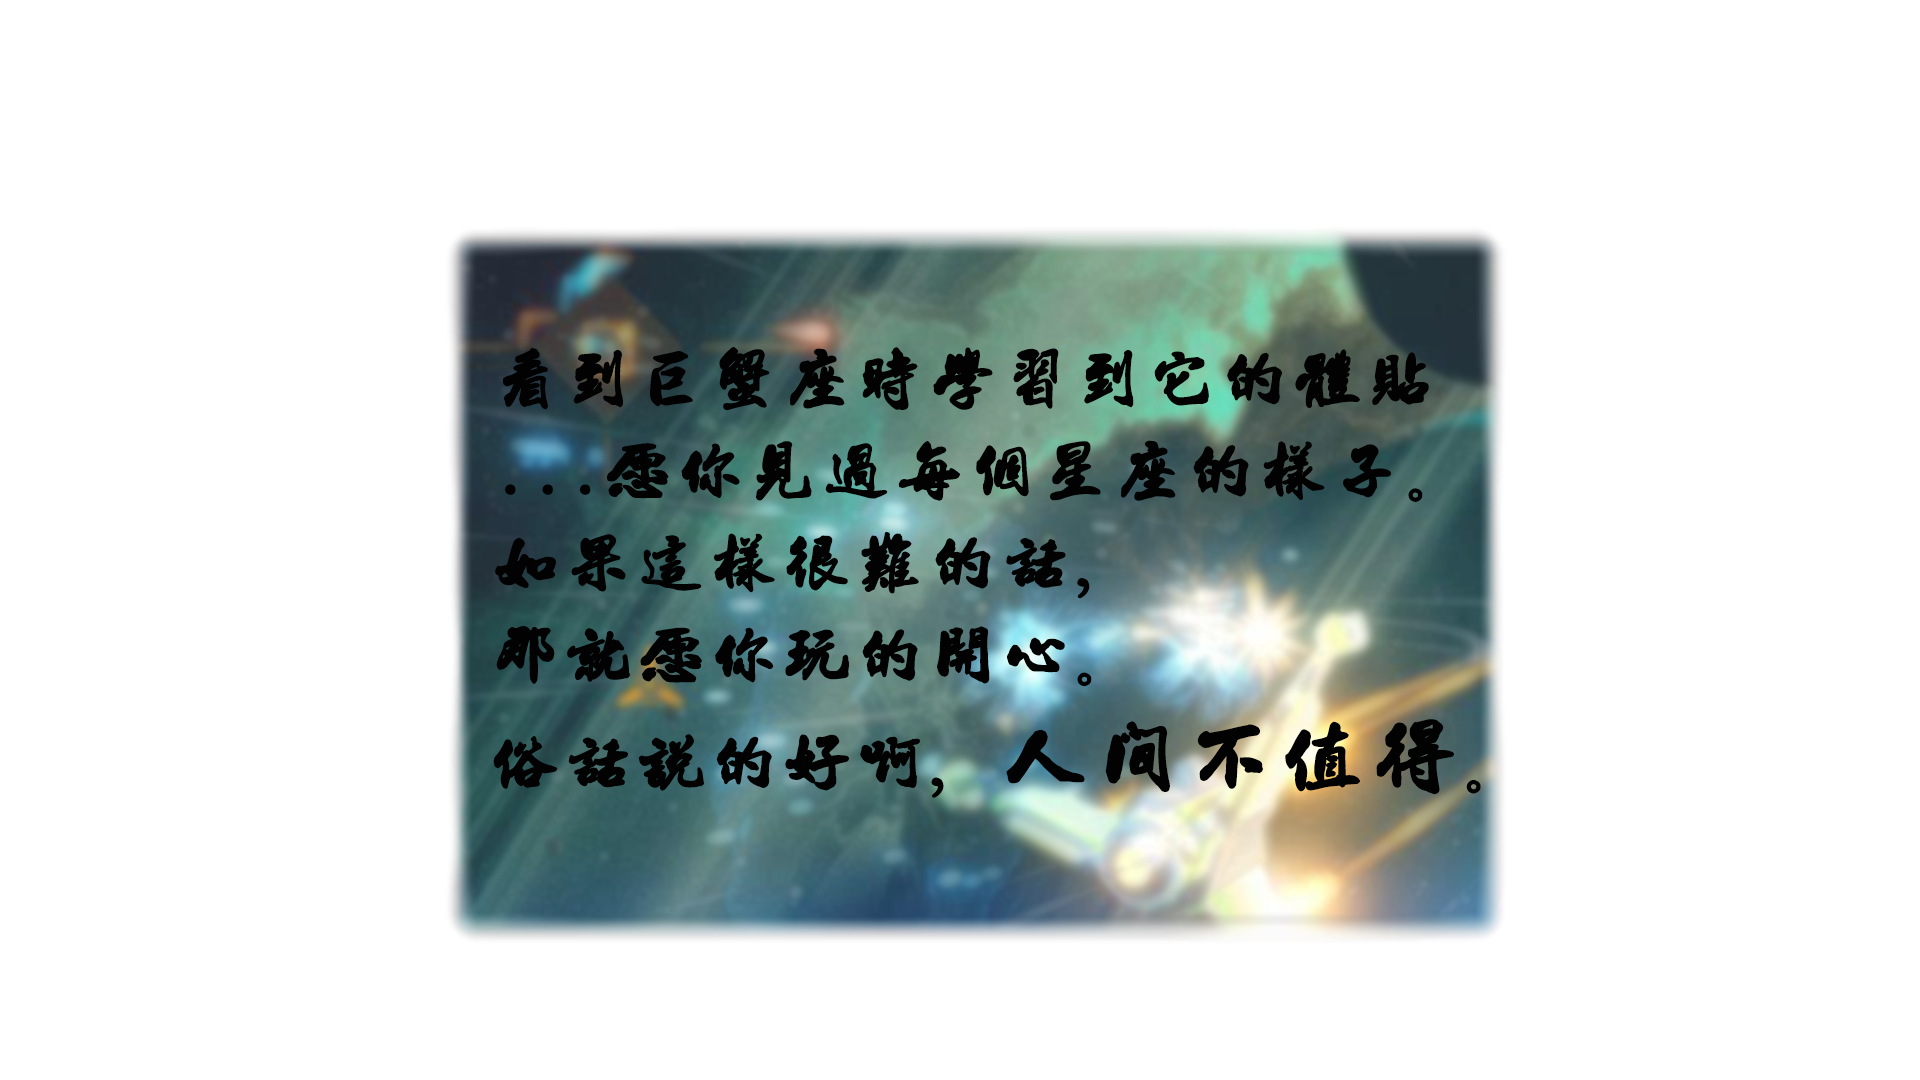 看到巨蟹座時學習到它的體貼
...愿你見過每個星座的樣子。
如果這樣很難的話，
那就愿你玩的開心。
俗話説的好啊，人间不值得。